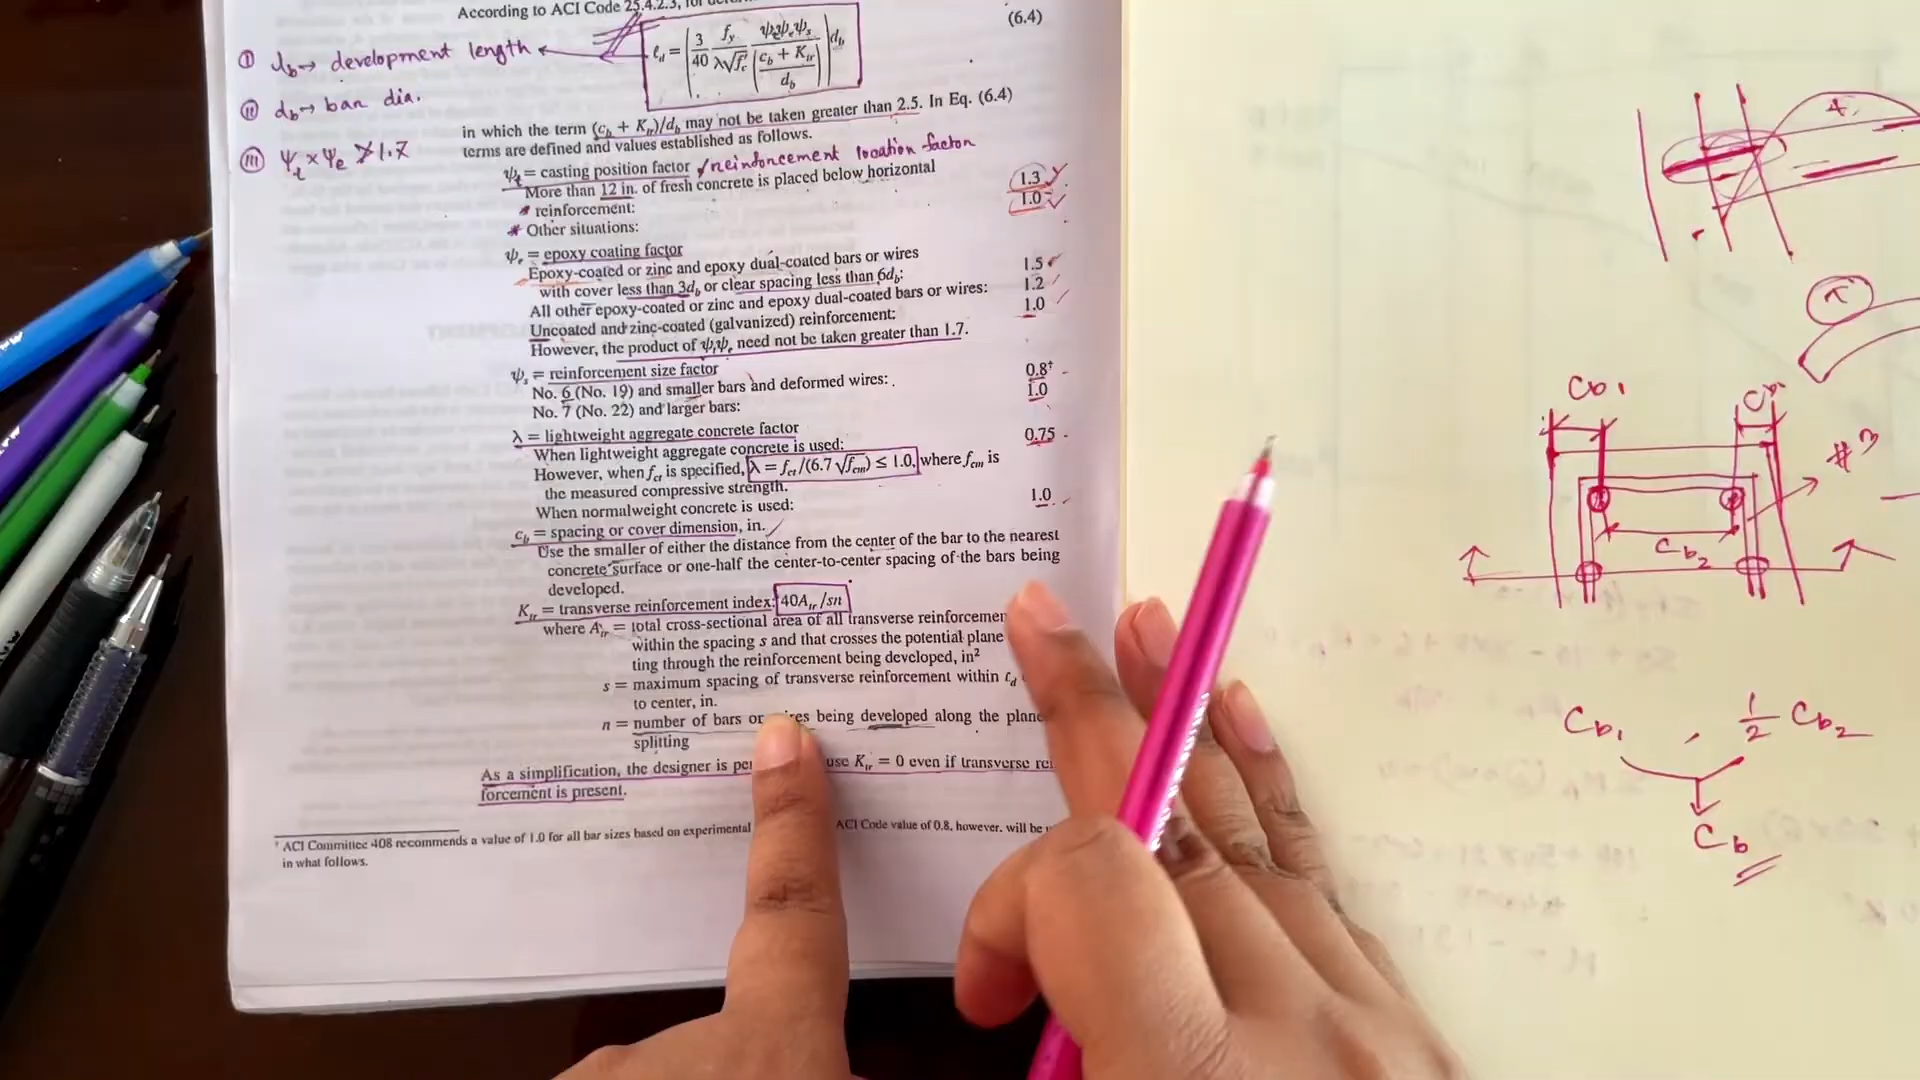 According to ACI Code 25.4.2.3, for
ℓd = (3/40 fy/λ√f'c ψtψeψs/((cb + Ktr)/db)) db
(6.4)
① ld → development length
② db → bar dia.
③ Ψt × Ψe ≯ 1.7
in which the term (cb + Ktr)/db may not be taken greater than 2.5. In Eq. (6.4)
terms are defined and values established as follows.
ψt = casting position factor / reinforcement location factor
More than 12 in. of fresh concrete is placed below horizontal
* reinforcement: 1.3
* Other situations: 1.0
ψe = epoxy coating factor
Epoxy-coated or zinc and epoxy dual-coated bars or wires
with cover less than 3db or clear spacing less than 6db: 1.5
All other epoxy-coated or zinc and epoxy dual-coated bars or wires: 1.2
Uncoated and zinc-coated (galvanized) reinforcement: 1.0
However, the product of ψtψe need not be taken greater than 1.7.
ψs = reinforcement size factor
No. 6 (No. 19) and smaller bars and deformed wires: 0.8†
No. 7 (No. 22) and larger bars: 1.0
λ = lightweight aggregate concrete factor
When lightweight aggregate concrete is used: 0.75
However, when fct is specified, λ = fct/(6.7√fcm) ≤ 1.0, where fcm is
the measured compressive strength.
When normalweight concrete is used: 1.0
cb = spacing or cover dimension, in.
Use the smaller of either the distance from the center of the bar to the nearest
concrete surface or one-half the center-to-center spacing of the bars being
developed.
Ktr = transverse reinforcement index: 40Atr/sn
where Atr = total cross-sectional area of all transverse reinforcemen
within the spacing s and that crosses the potential plane
ting through the reinforcement being developed, in²
s = maximum spacing of transverse reinforcement within ℓd
to center, in.
n = number of bars or wires being developed along the plane
splitting
As a simplification, the designer is per use Ktr = 0 even if transverse rei
forcement is present.
† ACI Committee 408 recommends a value of 1.0 for all bar sizes based on experimental ACI Code value of 0.8, however, will be
in what follows.
Cb1
#3
Cb2
Cb1 , 1/2 Cb2
Cb